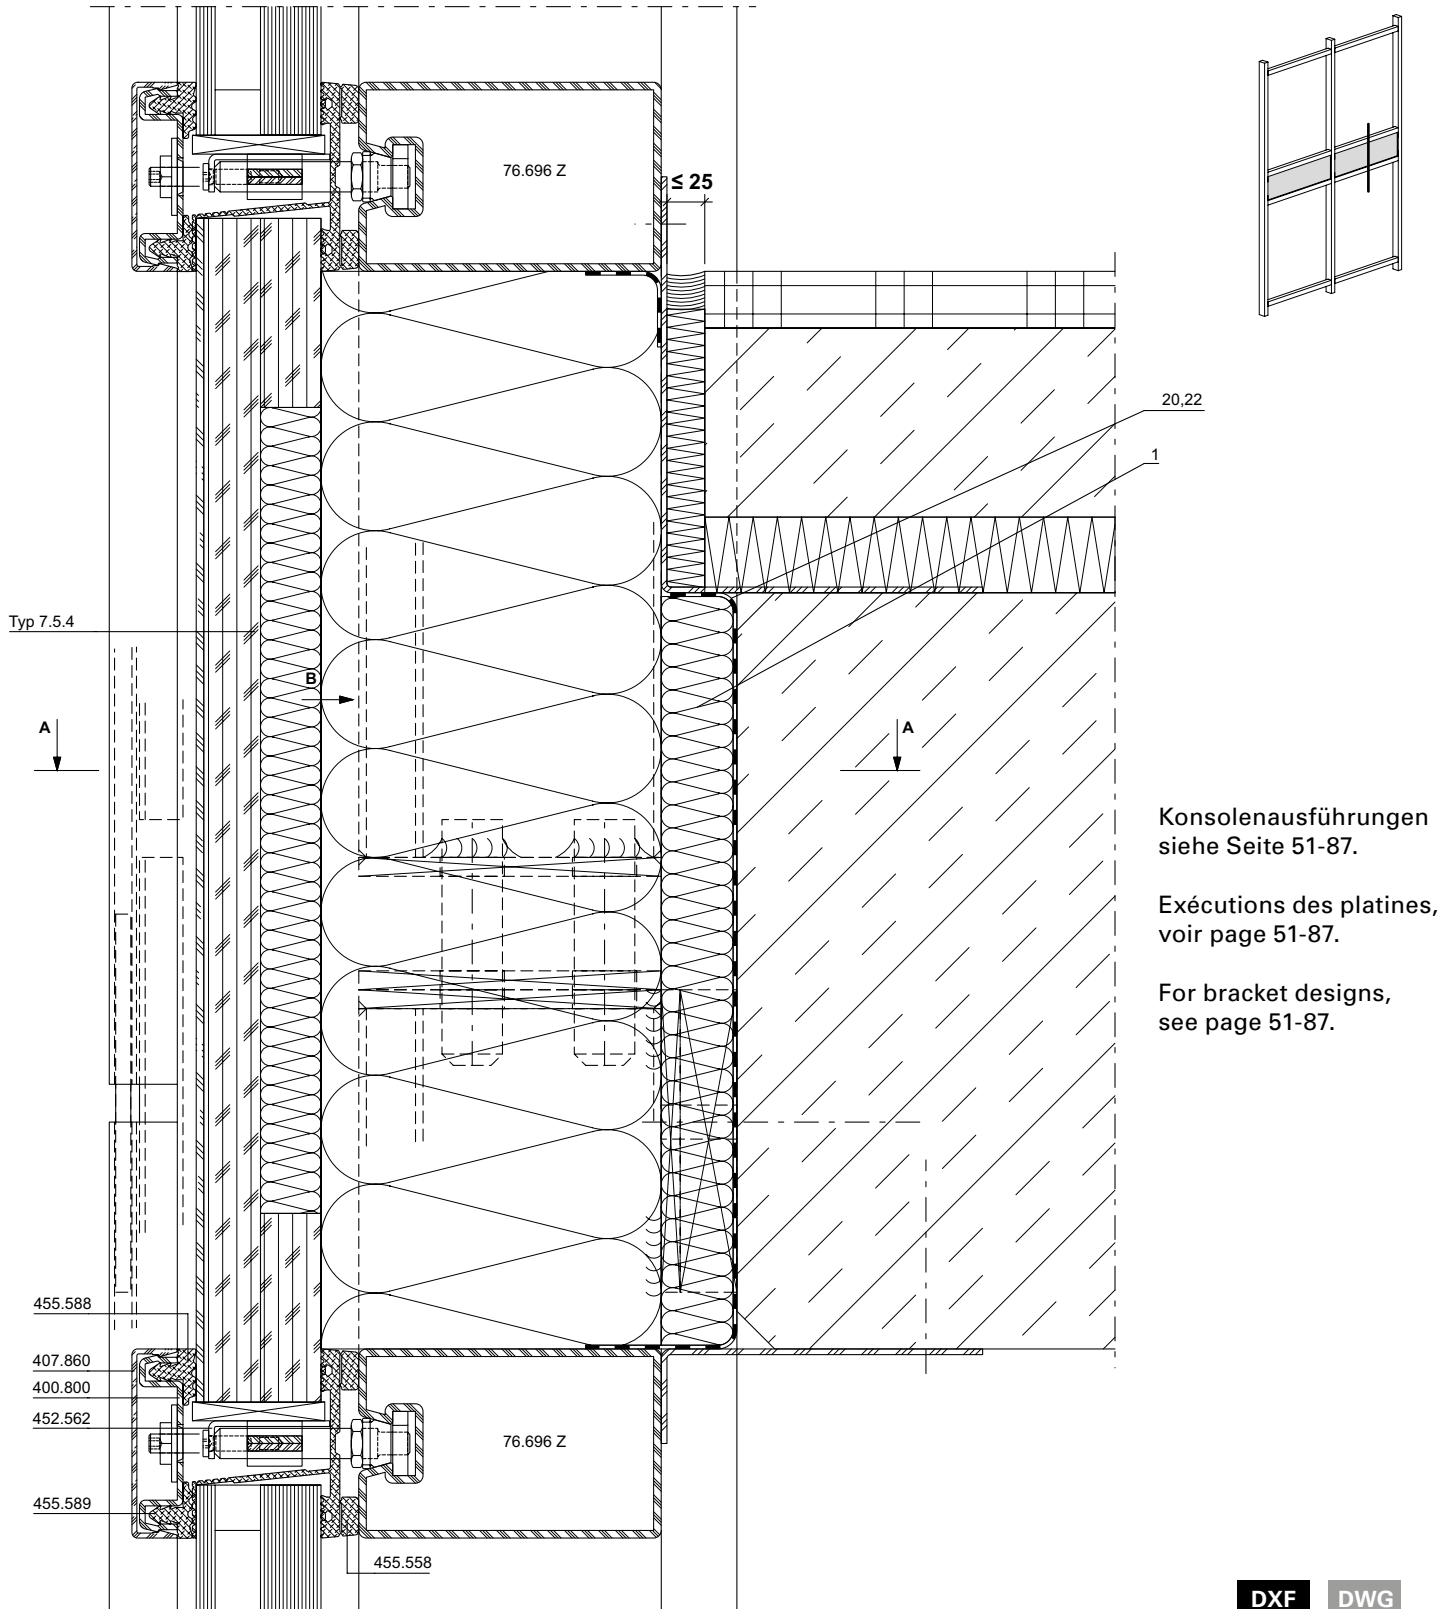 76.696 Z
≤ 25
20,22
1
Typ 7.5.4
B
A
A
Konsolenausführungen
siehe Seite 51-87.
Exécutions des platines,
voir page 51-87.
For bracket designs,
see page 51-87.
455.588
407.860
400.800
452.562
76.696 Z
455.589
455.558
DXF DWG